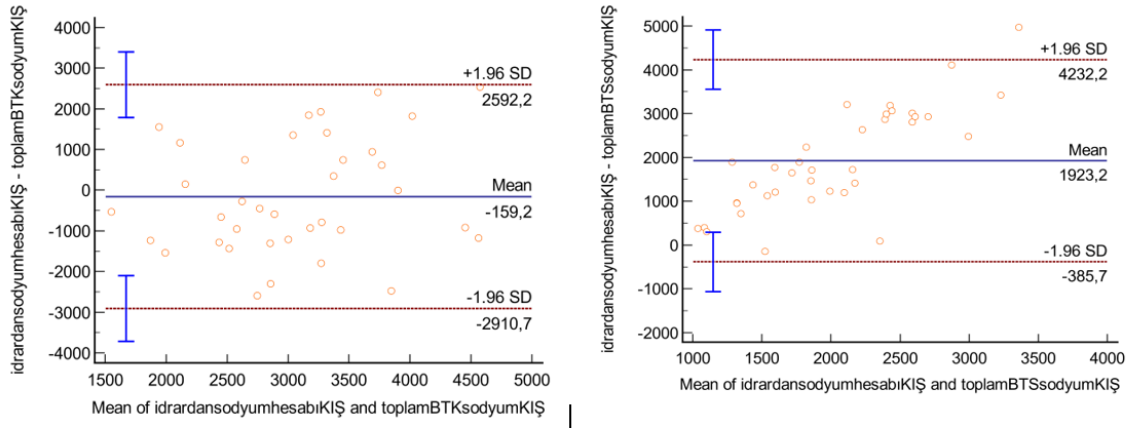 idrardansodyumhesabıKIŞ - toplamBTKsodyumKIŞ
4000
3000
2000
1000
0
-1000
-2000
-3000
-4000
+1.96 SD
2592,2
Mean
-159,2
-1.96 SD
-2910,7
1500 2000 2500 3000 3500 4000 4500 5000
Mean of idrardansodyumhesabıKIŞ and toplamBTKsodyumKIŞ
idrardansodyumhesabıKIŞ - toplamBTSsodyumKIŞ
5000
4000
3000
2000
1000
0
-1000
-2000
+1.96 SD
4232,2
Mean
1923,2
-1.96 SD
-385,7
1000 1500 2000 2500 3000 3500 4000
Mean of idrardansodyumhesabıKIŞ and toplamBTSsodyumKIŞ